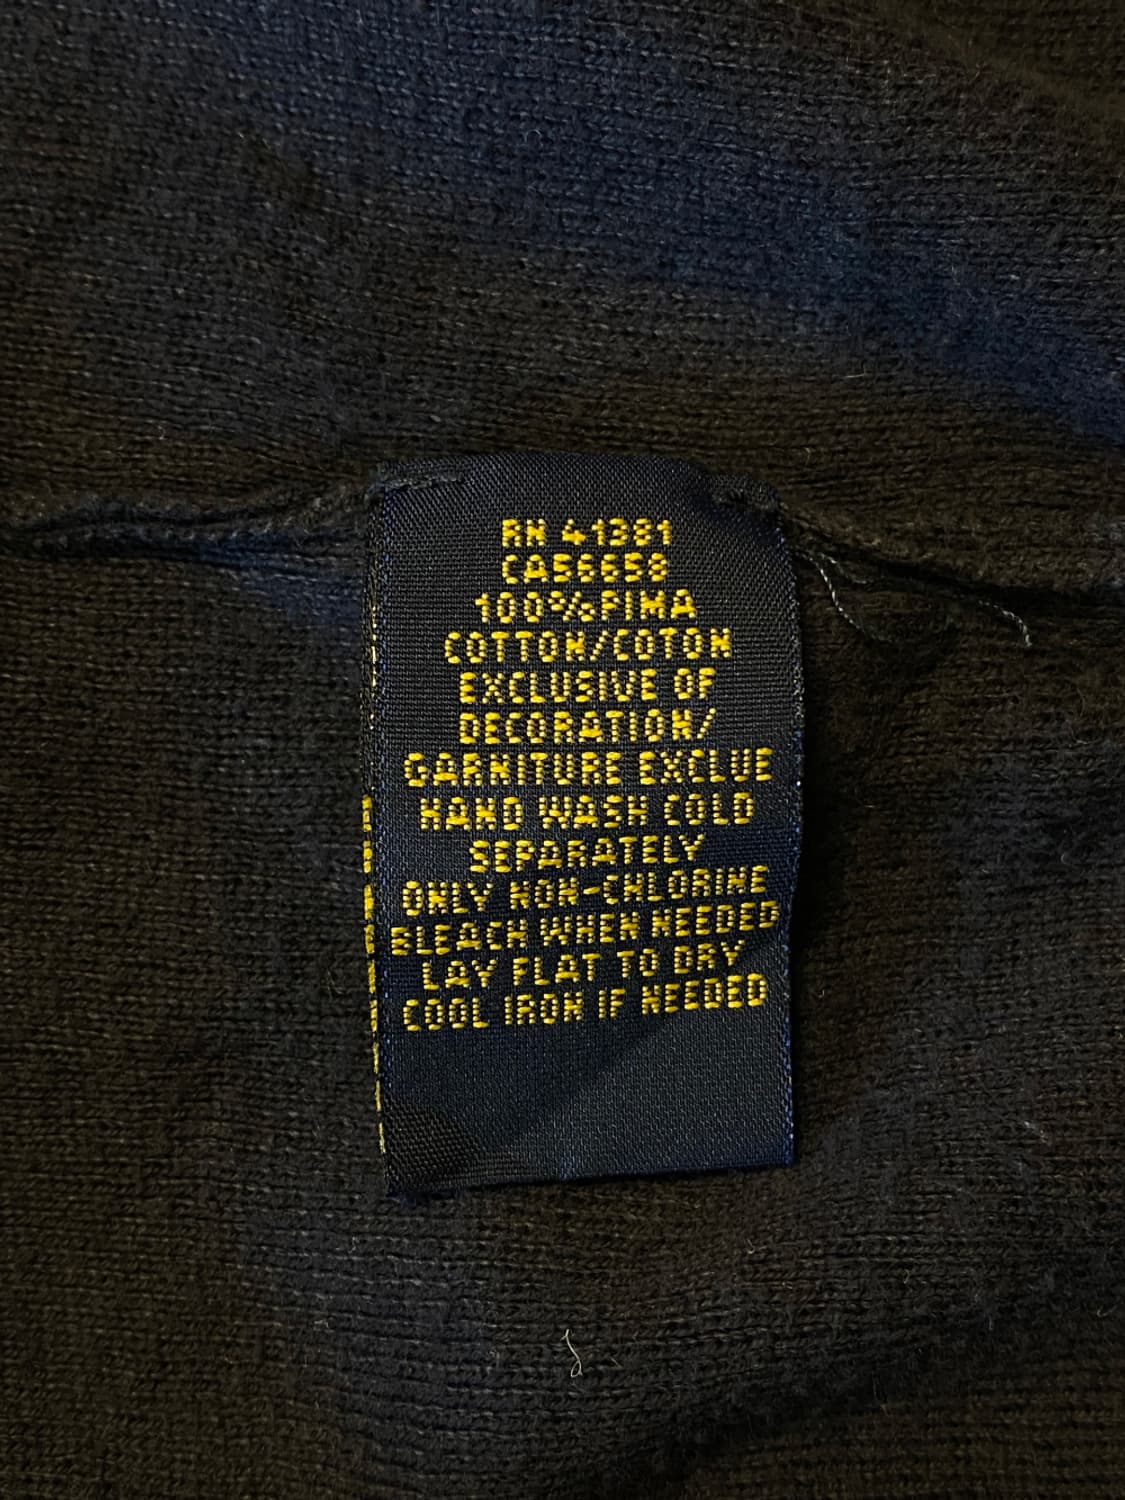 RN 41381
CA56658
100%PIMA
COTTON/COTON
EXCLUSIVE OF
DECORATION/
GARNITURE EXCLUE
HAND WASH COLD
SEPARATELY
ONLY NON-CHLORINE
BLEACH WHEN NEEDED
LAY FLAT TO DRY
COOL IRON IF NEEDED